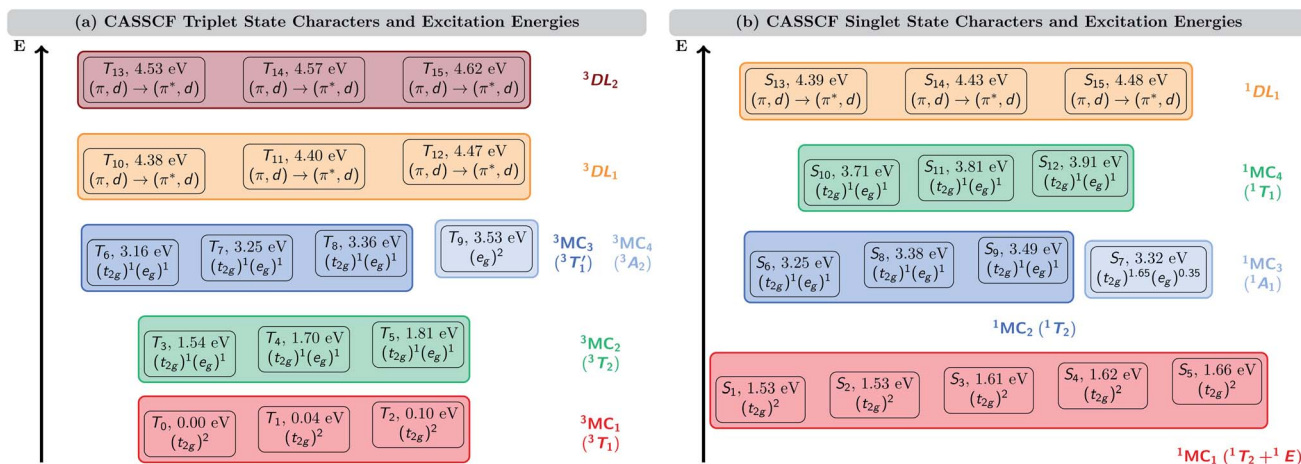 (a) CASSCF Triplet State Characters and Excitation Energies
E
T₁₃, 4.53 eV
(π, d) → (π*, d)
T₁₄, 4.57 eV
(π, d) → (π*, d)
T₁₅, 4.62 eV
(π, d) → (π*, d)
³DL₂
T₁₀, 4.38 eV
(π, d) → (π*, d)
T₁₁, 4.40 eV
(π, d) → (π*, d)
T₁₂, 4.47 eV
(π, d) → (π*, d)
³DL₁
T₆, 3.16 eV
(t₂g)¹(eg)¹
T₇, 3.25 eV
(t₂g)¹(eg)¹
T₈, 3.36 eV
(t₂g)¹(eg)¹
T₉, 3.53 eV
(eg)²
³MC₃
(³T₁′)
³MC₄
(³A₂)
T₃, 1.54 eV
(t₂g)¹(eg)¹
T₄, 1.70 eV
(t₂g)¹(eg)¹
T₅, 1.81 eV
(t₂g)¹(eg)¹
³MC₂
(³T₂)
T₀, 0.00 eV
(t₂g)²
T₁, 0.04 eV
(t₂g)²
T₂, 0.10 eV
(t₂g)²
³MC₁
(³T₁)
(b) CASSCF Singlet State Characters and Excitation Energies
E
S₁₃, 4.39 eV
(π, d) → (π*, d)
S₁₄, 4.43 eV
(π, d) → (π*, d)
S₁₅, 4.48 eV
(π, d) → (π*, d)
¹DL₁
S₁₀, 3.71 eV
(t₂g)¹(eg)¹
S₁₁, 3.81 eV
(t₂g)¹(eg)¹
S₁₂, 3.91 eV
(t₂g)¹(eg)¹
¹MC₄
(¹T₁)
S₆, 3.25 eV
(t₂g)¹(eg)¹
S₈, 3.38 eV
(t₂g)¹(eg)¹
S₉, 3.49 eV
(t₂g)¹(eg)¹
S₇, 3.32 eV
(t₂g)¹·⁶⁵(eg)⁰·³⁵
¹MC₃
(¹A₁)
¹MC₂ (¹T₂)
S₁, 1.53 eV
(t₂g)²
S₂, 1.53 eV
(t₂g)²
S₃, 1.61 eV
(t₂g)²
S₄, 1.62 eV
(t₂g)²
S₅, 1.66 eV
(t₂g)²
¹MC₁ (¹T₂ +¹ E)